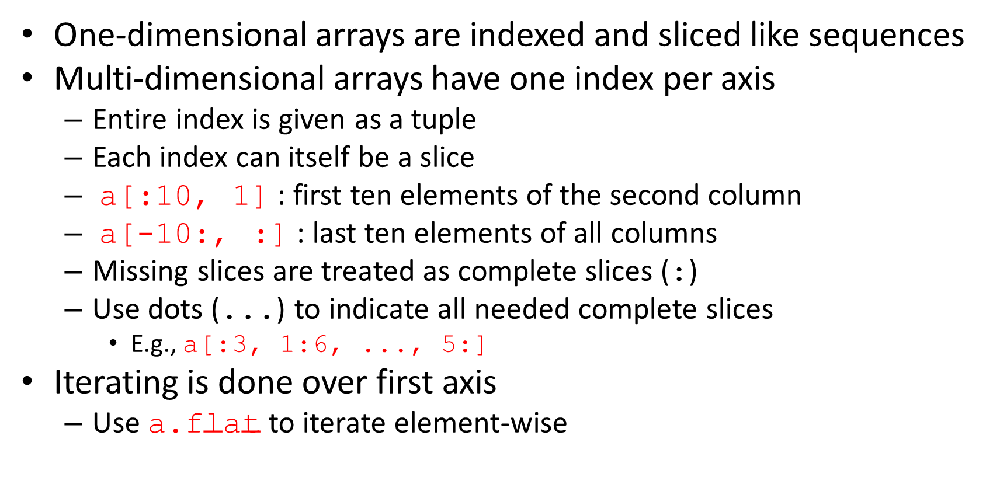 • One-dimensional arrays are indexed and sliced like sequences
• Multi-dimensional arrays have one index per axis
– Entire index is given as a tuple
– Each index can itself be a slice
– a[:10, 1] : first ten elements of the second column
– a[-10:, :] : last ten elements of all columns
– Missing slices are treated as complete slices (:)
– Use dots (...) to indicate all needed complete slices
• E.g., a[:3, 1:6, ..., 5:]
• Iterating is done over first axis
– Use a.flat to iterate element-wise